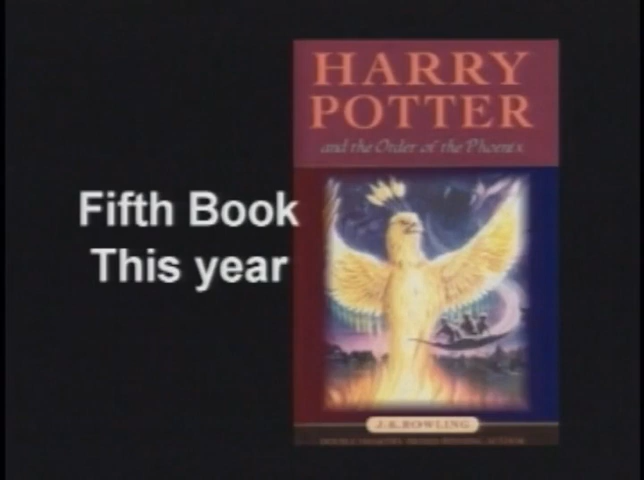 Fifth Book
This year
HARRY
POTTER
and the Order of the Phoenix
J.K.ROWLING